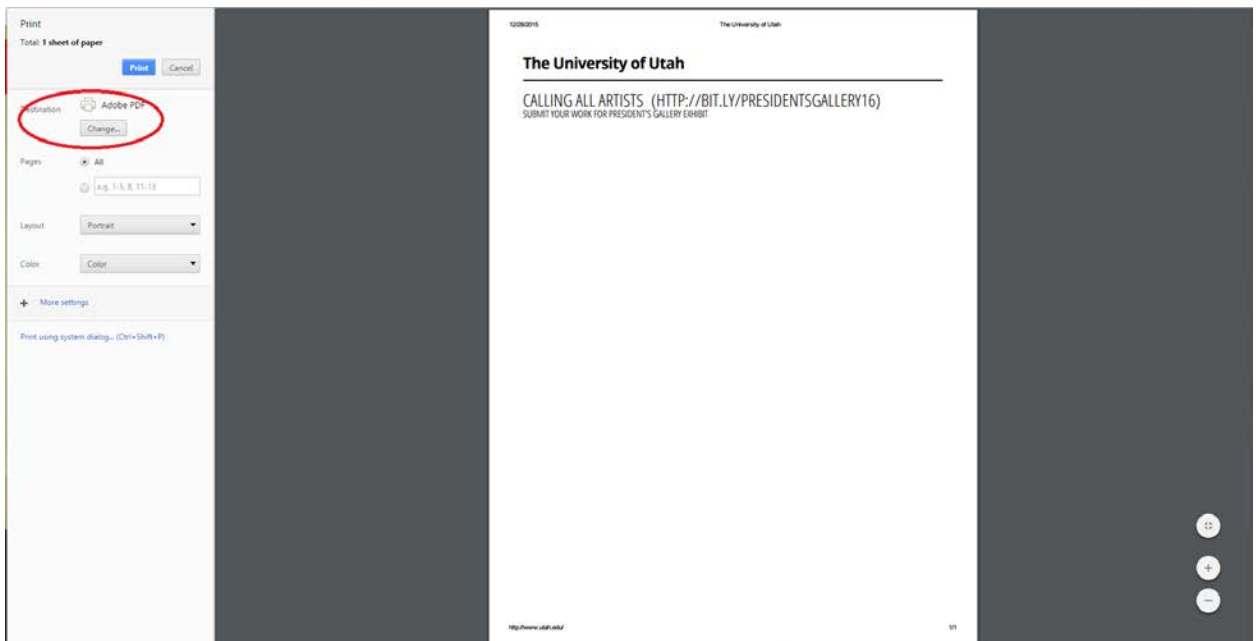 Print
Total: 1 sheet of paper
Print Cancel
Destination Adobe PDF
Change...
Pages All
e.g. 1-5, 8, 11-13
Layout Portrait
Color Color
+ More settings
Print using system dialog... (Ctrl+Shift+P)
12/28/2015 The University of Utah
The University of Utah
CALLING ALL ARTISTS (HTTP://BIT.LY/PRESIDENTSGALLERY16)
SUBMIT YOUR WORK FOR PRESIDENT'S GALLERY EXHIBIT
http://www.utah.edu/ 1/1